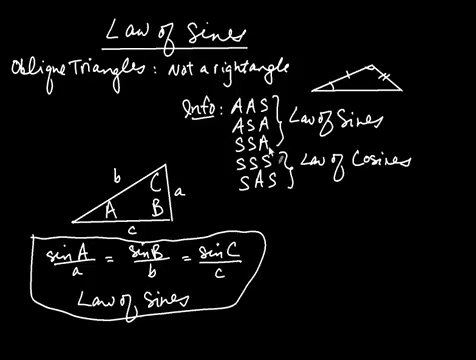 Law of Sines
Oblique Triangles: Not a right angle
Info: AAS
ASA
SSA
Law of Sines
SSS
SAS
Law of Cosines
b
C
a
A
B
c
sin A / a = sin B / b = sin C / c
Law of Sines